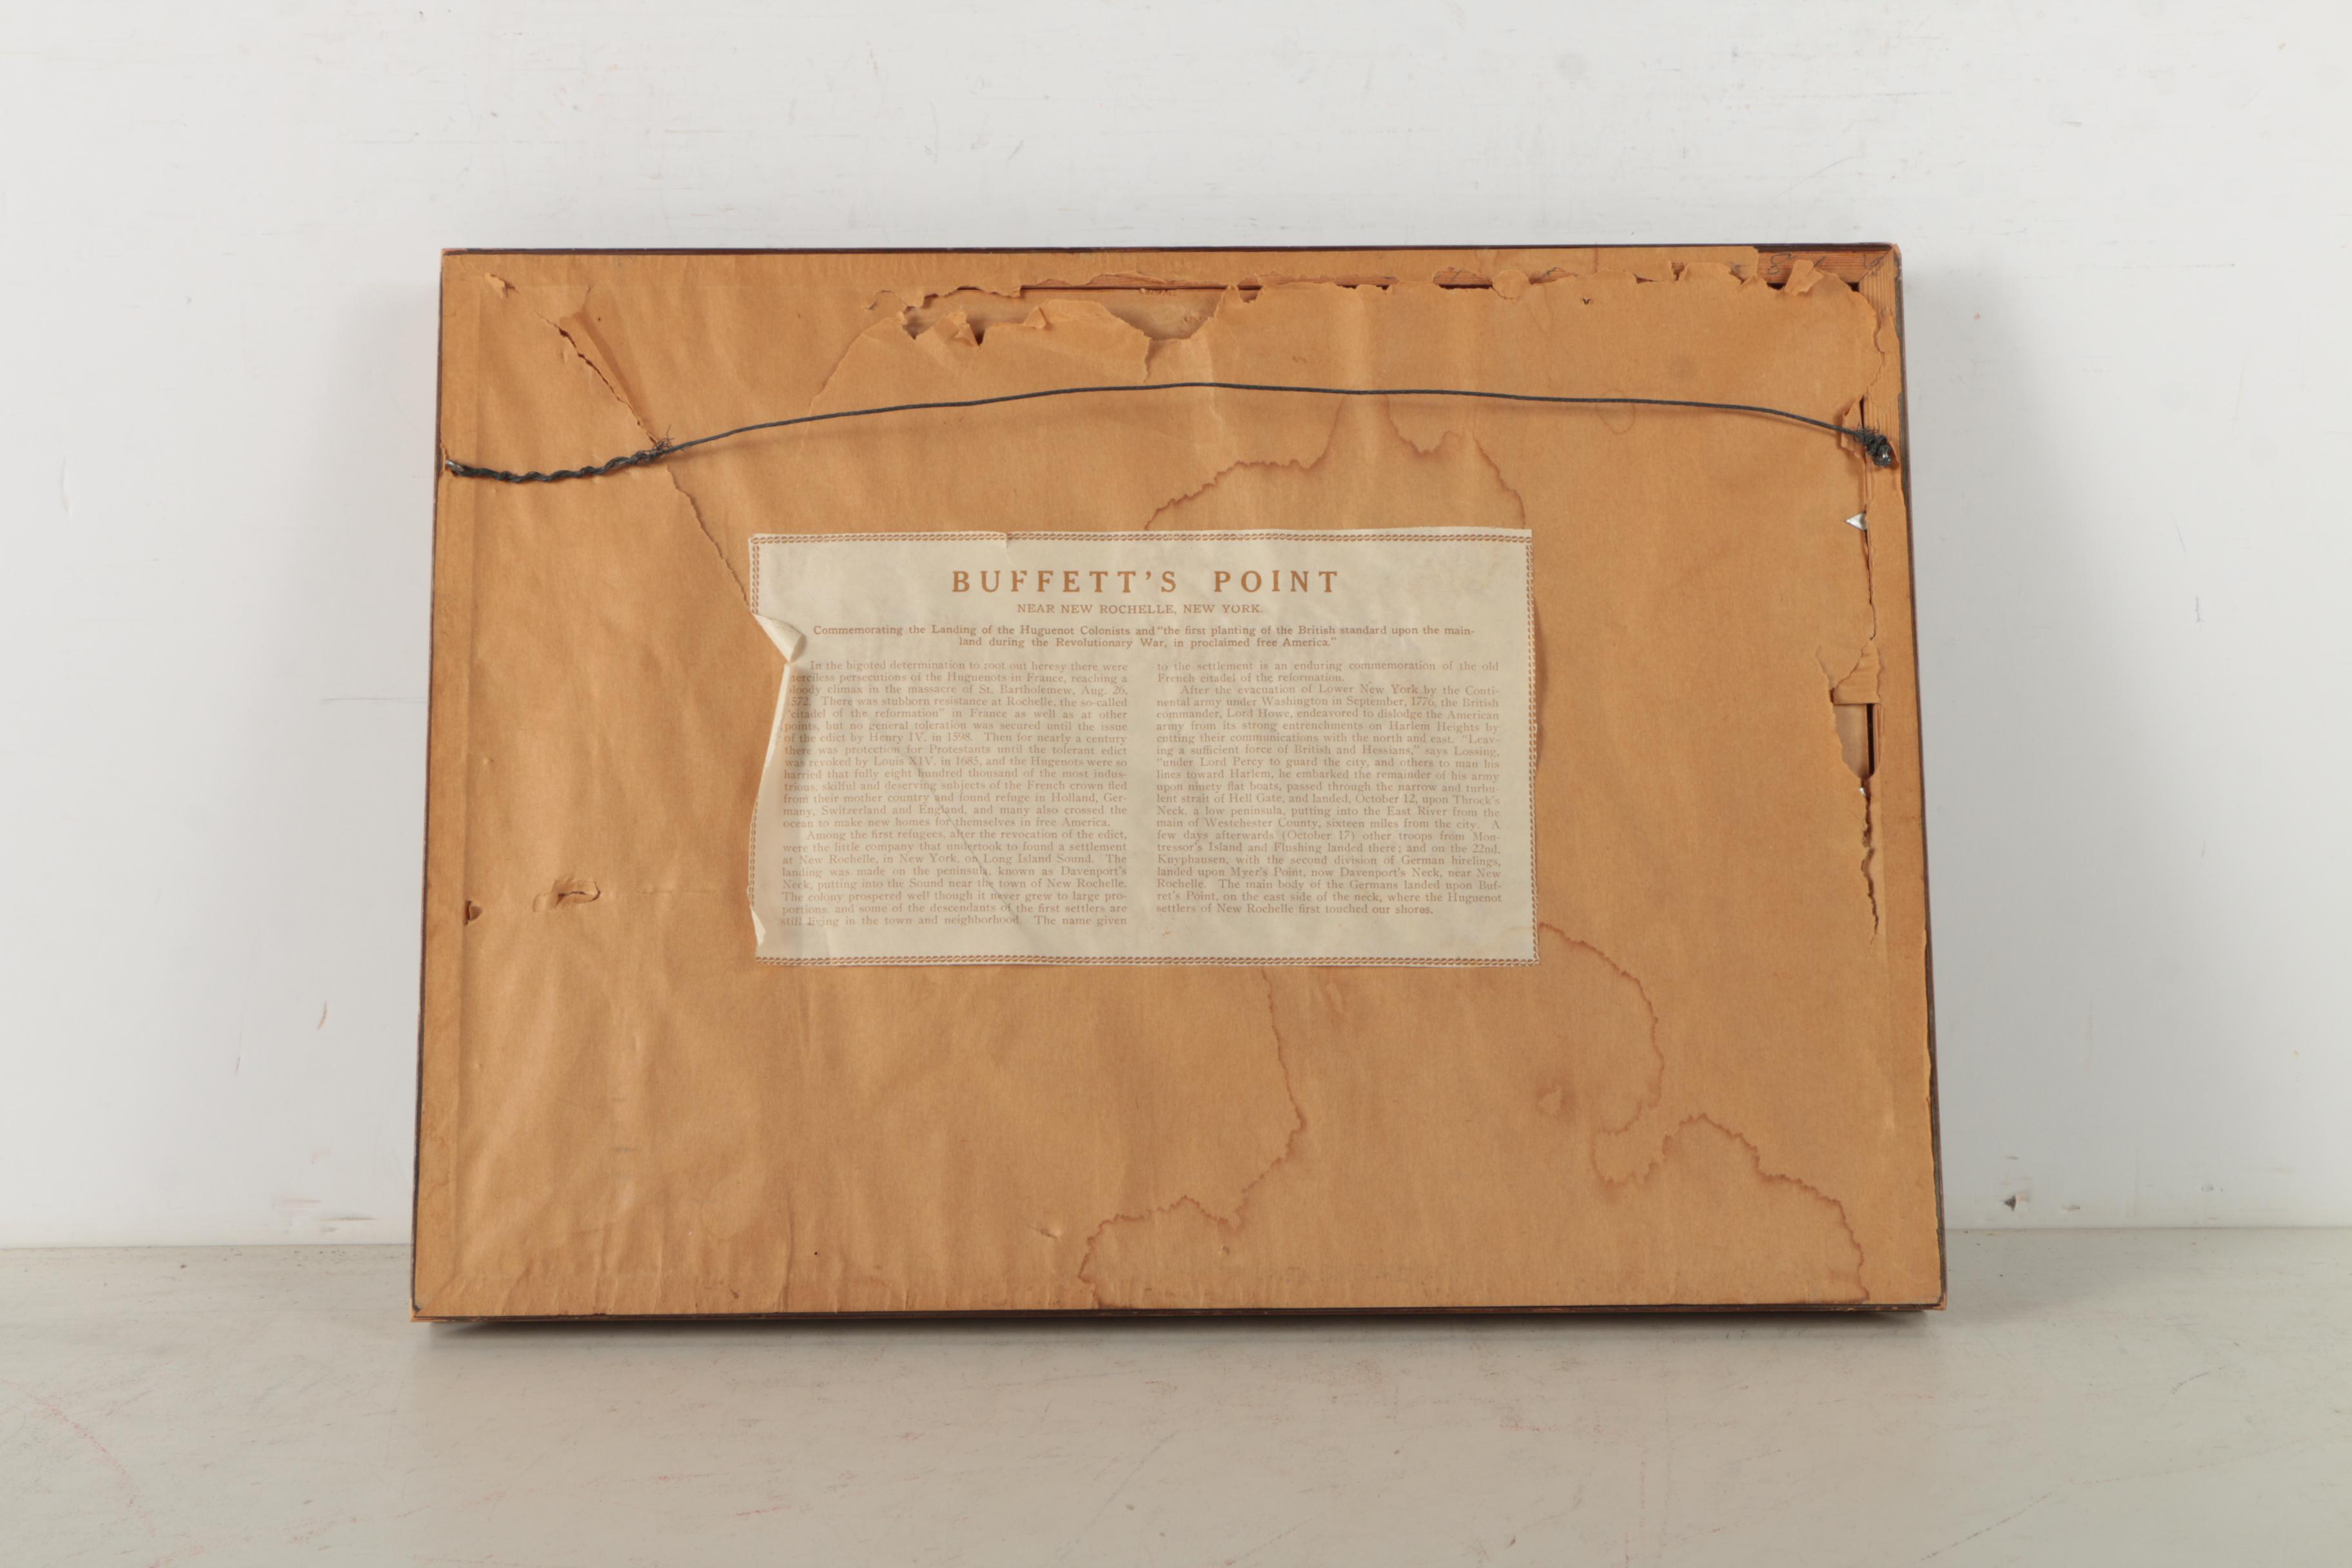 BUFFETT'S POINT
NEAR NEW ROCHELLE, NEW YORK.
Commemorating the Landing of the Huguenot Colonists and "the first planting of the British standard upon the main-
land during the Revolutionary War, in proclaimed free America."
In the bigoted determination to root out heresy there were
merciless persecutions of the Huguenots in France, reaching a
bloody climax in the massacre of St. Bartholemew, Aug. 26,
1572. There was stubborn resistance at Rochelle, the so-called
"citadel of the reformation" in France as well as at other
points, but no general toleration was secured until the issue
of the edict by Henry IV. in 1598. Then for nearly a century
there was protection for Protestants until the tolerant edict
was revoked by Louis XIV. in 1685, and the Hugenots were so
harried that fully eight hundred thousand of the most indus-
trious, skilful and deserving subjects of the French crown fled
from their mother country and found refuge in Holland, Ger-
many, Switzerland and England, and many also crossed the
ocean to make new homes for themselves in free America.
Among the first refugees, after the revocation of the edict,
were the little company that undertook to found a settlement
at New Rochelle, in New York, on Long Island Sound. The
landing was made on the peninsula, known as Davenport's
Neck, putting into the Sound near the town of New Rochelle.
The colony prospered well though it never grew to large pro-
portions, and some of the descendants of the first settlers are
still living in the town and neighborhood. The name given
to the settlement is an enduring commemoration of the old
French citadel of the reformation.
After the evacuation of Lower New York by the Conti-
nental army under Washington in September, 1776, the British
commander, Lord Howe, endeavored to dislodge the American
army from its strong entrenchments on Harlem Heights by
cutting their communications with the north and east. "Leav-
ing a sufficient force of British and Hessians," says Lossing,
"under Lord Percy to guard the city, and others to man his
lines toward Harlem, he embarked the remainder of his army
upon ninety flat boats, passed through the narrow and turbu-
lent strait of Hell Gate, and landed, October 12, upon Throck's
Neck, a low peninsula, putting into the East River from the
main of Westchester County, sixteen miles from the city. A
few days afterwards (October 17) other troops from Mon-
tressor's Island and Flushing landed there; and on the 22nd,
Knyphausen, with the second division of German hirelings,
landed upon Myer's Point, now Davenport's Neck, near New
Rochelle. The main body of the Germans landed upon Buf-
fet's Point, on the east side of the neck, where the Huguenot
settlers of New Rochelle first touched our shores.